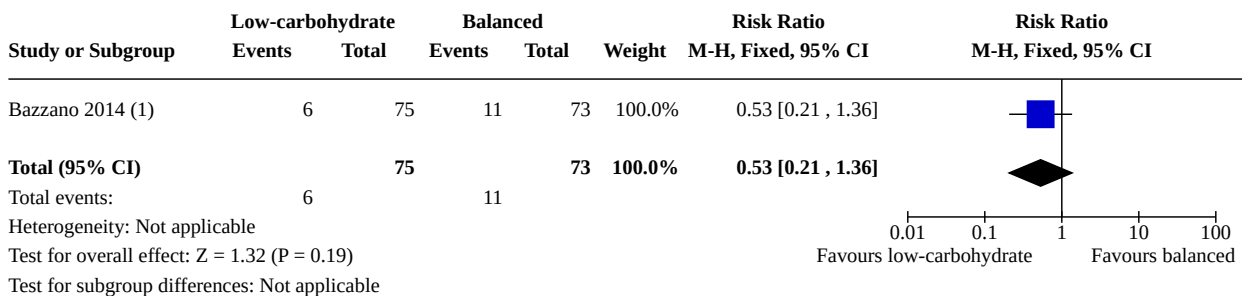 Low-carbohydrate Balanced Risk Ratio Risk Ratio
Study or Subgroup Events Total Events Total Weight M-H, Fixed, 95% CI M-H, Fixed, 95% CI
Bazzano 2014 (1) 6 75 11 73 100.0% 0.53 [0.21 , 1.36]
Total (95% CI) 75 73 100.0% 0.53 [0.21 , 1.36]
Total events: 6 11
Heterogeneity: Not applicable
0.01 0.1 1 10 100
Test for overall effect: Z = 1.32 (P = 0.19) Favours low-carbohydrate Favours balanced
Test for subgroup differences: Not applicable